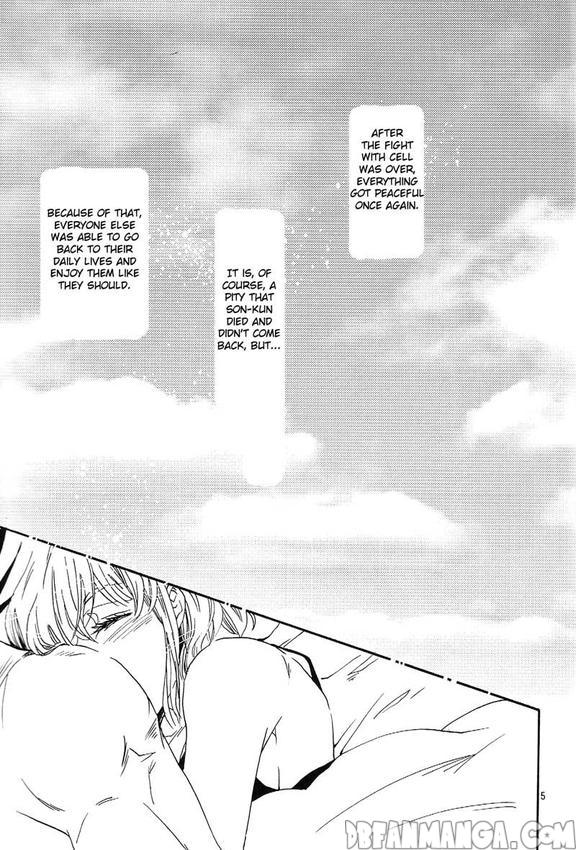 AFTER
THE FIGHT
WITH CELL
WAS OVER,
EVERYTHING
GOT PEACEFUL
ONCE AGAIN.
IT IS, OF
COURSE, A
PITY THAT
SON-KUN
DIED AND
DIDN'T COME
BACK, BUT...
BECAUSE OF THAT,
EVERYONE ELSE
WAS ABLE TO GO
BACK TO THEIR
DAILY LIVES AND
ENJOY THEM LIKE
THEY SHOULD.
5
DBFANMANGA.COM